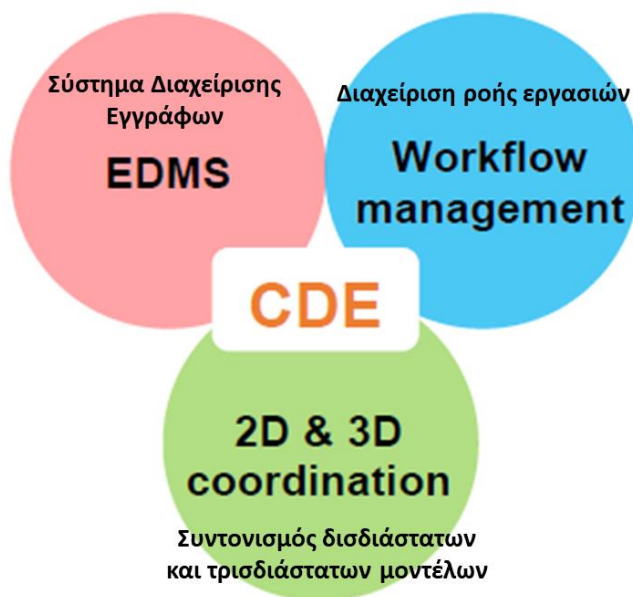 Σύστημα Διαχείρισης
Εγγράφων
EDMS
Διαχείριση ροής εργασιών
Workflow
management
CDE
2D & 3D
coordination
Συντονισμός δισδιάστατων
και τρισδιάστατων μοντέλων